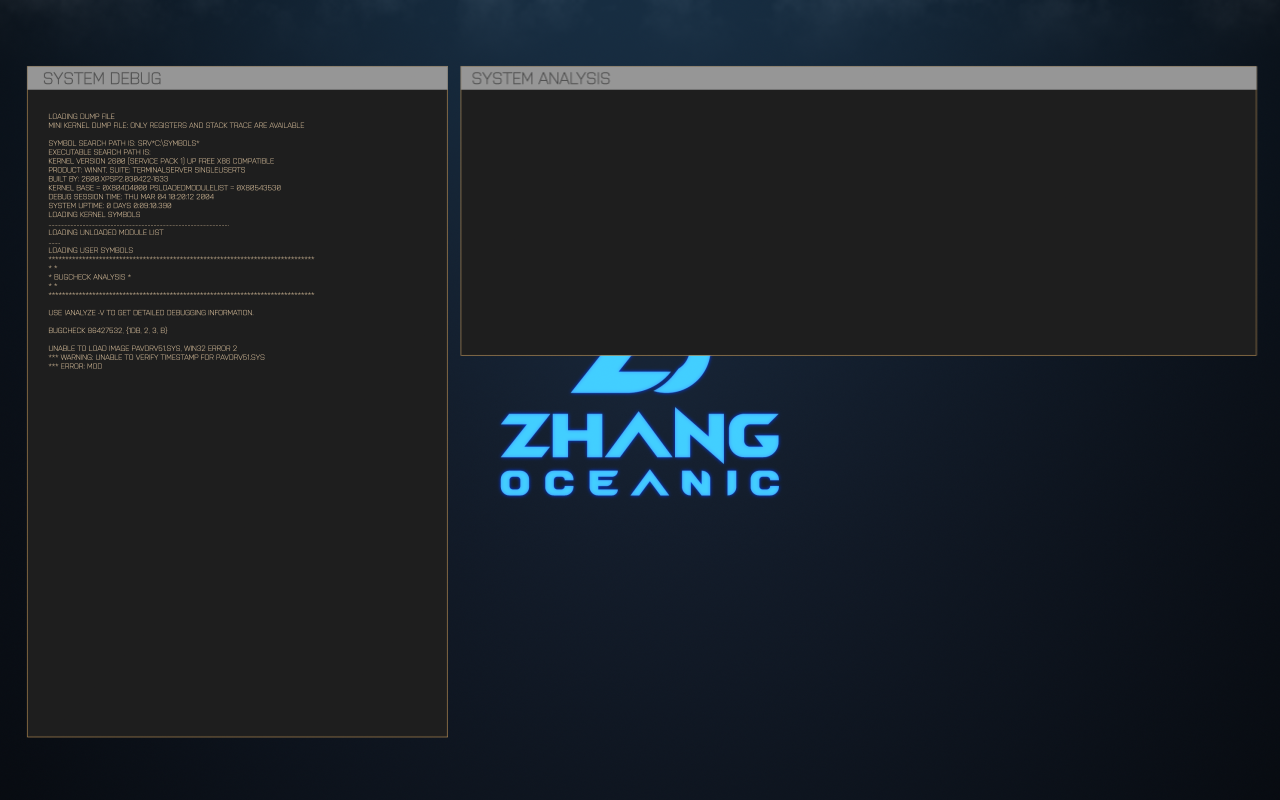 SYSTEM DEBUG
LOADING DUMP FILE
MINI KERNEL DUMP FILE: ONLY REGISTERS AND STACK TRACE ARE AVAILABLE
SYMBOL SEARCH PATH IS: SRV*C:\SYMBOLS*
EXECUTABLE SEARCH PATH IS:
KERNEL VERSION 2600 (SERVICE PACK 1) UP FREE X86 COMPATIBLE
PRODUCT: WINNT, SUITE: TERMINALSERVER SINGLEUSERTS
BUILT BY: 2600.XPSP2.030422-1633
KERNEL BASE = 0X804D4000 PSLOADEDMODULELIST = 0X80543530
DEBUG SESSION TIME: THU MAR 04 10:20:12 2004
SYSTEM UPTIME: 0 DAYS 0:09:10.390
LOADING KERNEL SYMBOLS
LOADING UNLOADED MODULE LIST
LOADING USER SYMBOLS
*******************************************************************************
* *
* BUGCHECK ANALYSIS *
* *
*******************************************************************************
USE !ANALYZE -V TO GET DETAILED DEBUGGING INFORMATION.
BUGCHECK 86427532, {1DB, 2, 3, B}
UNABLE TO LOAD IMAGE PAVDRV51.SYS, WIN32 ERROR 2
*** WARNING: UNABLE TO VERIFY TIMESTAMP FOR PAVDRV51.SYS
*** ERROR: MOD
SYSTEM ANALYSIS
ZHANG
OCEANIC